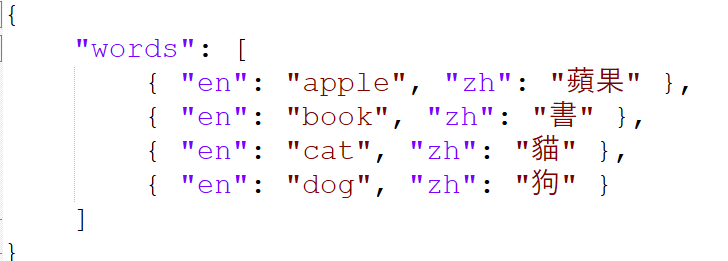 {
    "words": [
        { "en": "apple", "zh": "蘋果" },
        { "en": "book", "zh": "書" },
        { "en": "cat", "zh": "貓" },
        { "en": "dog", "zh": "狗" }
    ]
}